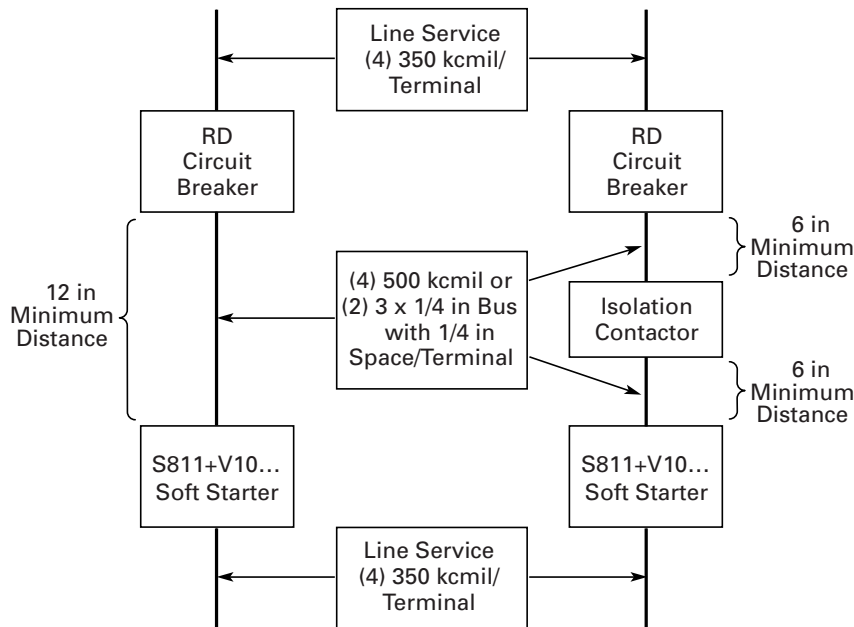 Line Service
(4) 350 kcmil/
Terminal
RD
Circuit
Breaker
RD
Circuit
Breaker
12 in
Minimum
Distance
(4) 500 kcmil or
(2) 3 x 1/4 in Bus
with 1/4 in
Space/Terminal
6 in
Minimum
Distance
Isolation
Contactor
6 in
Minimum
Distance
S811+V10...
Soft Starter
S811+V10...
Soft Starter
Line Service
(4) 350 kcmil/
Terminal